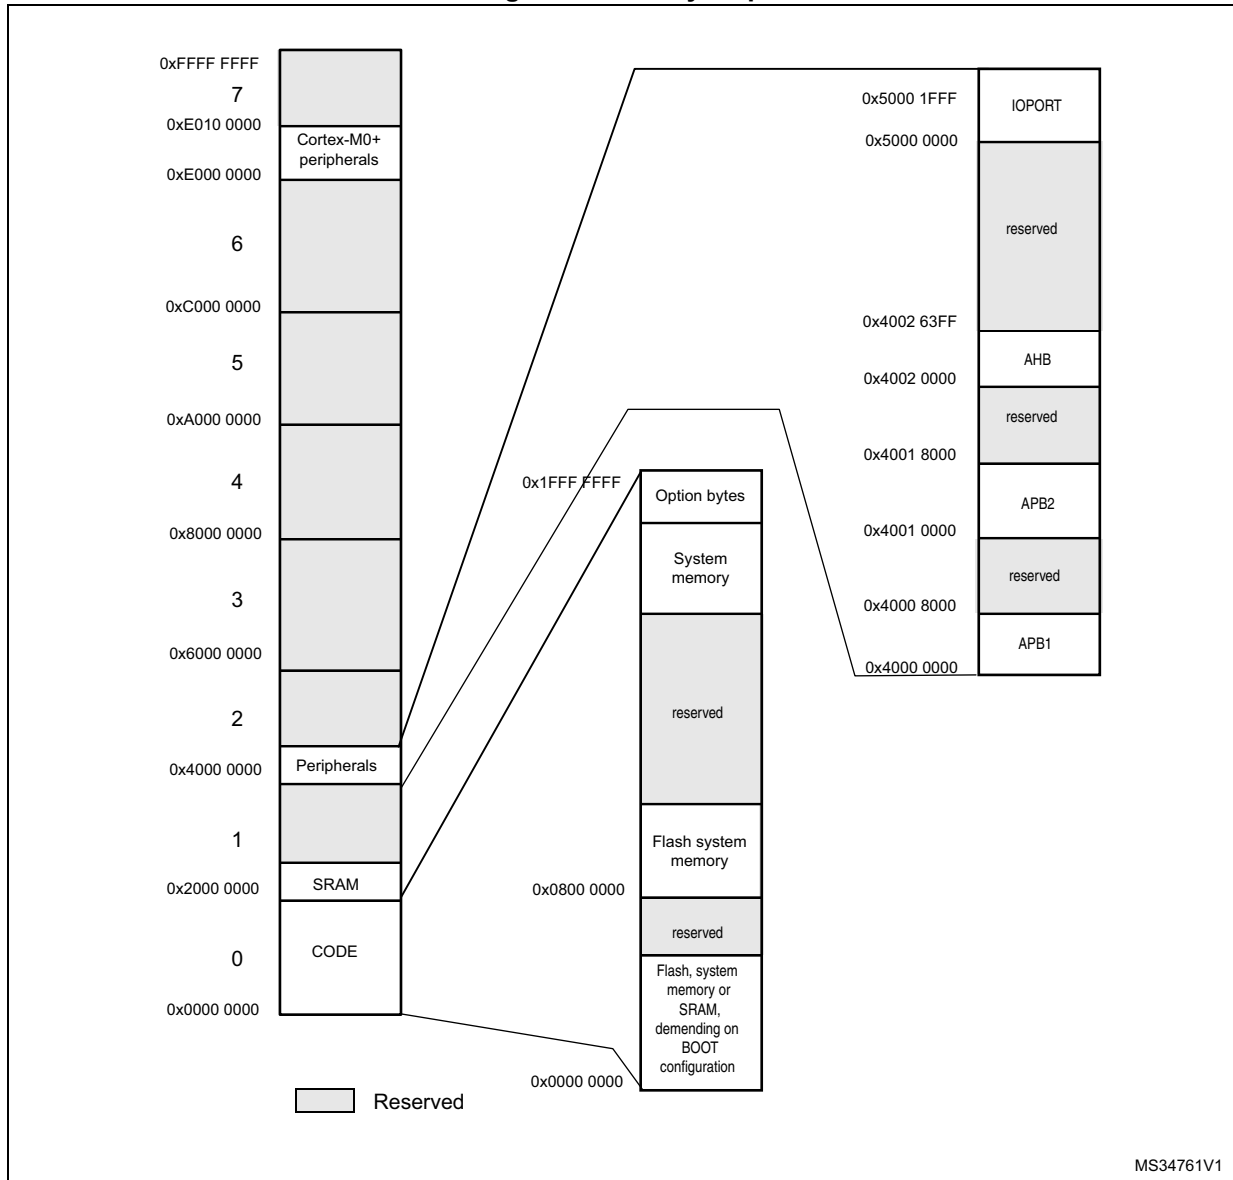 0xFFFF FFFF
7
0xE010 0000
Cortex-M0+
peripherals
0xE000 0000
6
0xC000 0000
5
0xA000 0000
4
0x8000 0000
3
0x6000 0000
2
0x4000 0000
Peripherals
1
0x2000 0000
SRAM
0
CODE
0x0000 0000
Reserved
0x1FFF FFFF
Option bytes
System
memory
reserved
Flash system
memory
0x0800 0000
reserved
Flash, system
memory or
SRAM,
demending on
BOOT
configuration
0x0000 0000
0x5000 1FFF
IOPORT
0x5000 0000
reserved
0x4002 63FF
AHB
0x4002 0000
reserved
0x4001 8000
APB2
0x4001 0000
reserved
0x4000 8000
APB1
0x4000 0000
MS34761V1